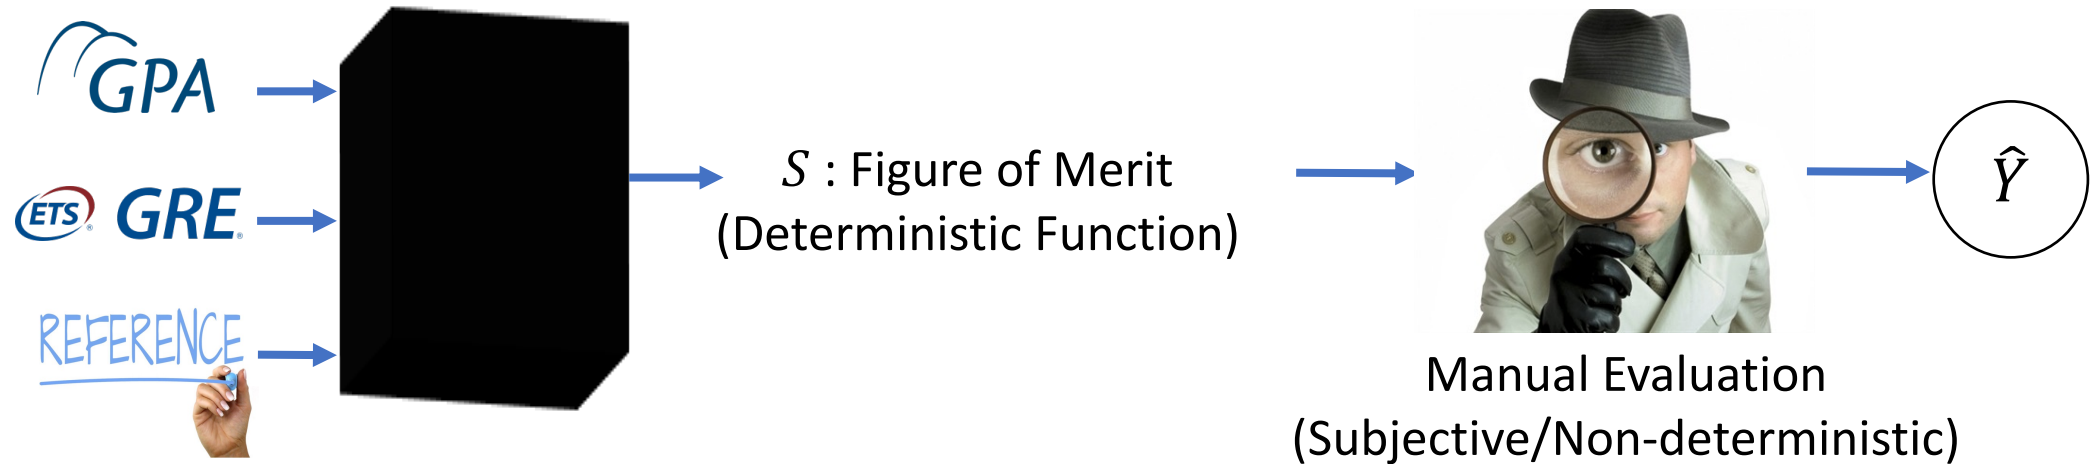 GPA
ETS® GRE®
REFERENCE
S : Figure of Merit
(Deterministic Function)
Manual Evaluation
(Subjective/Non-deterministic)
Ŷ